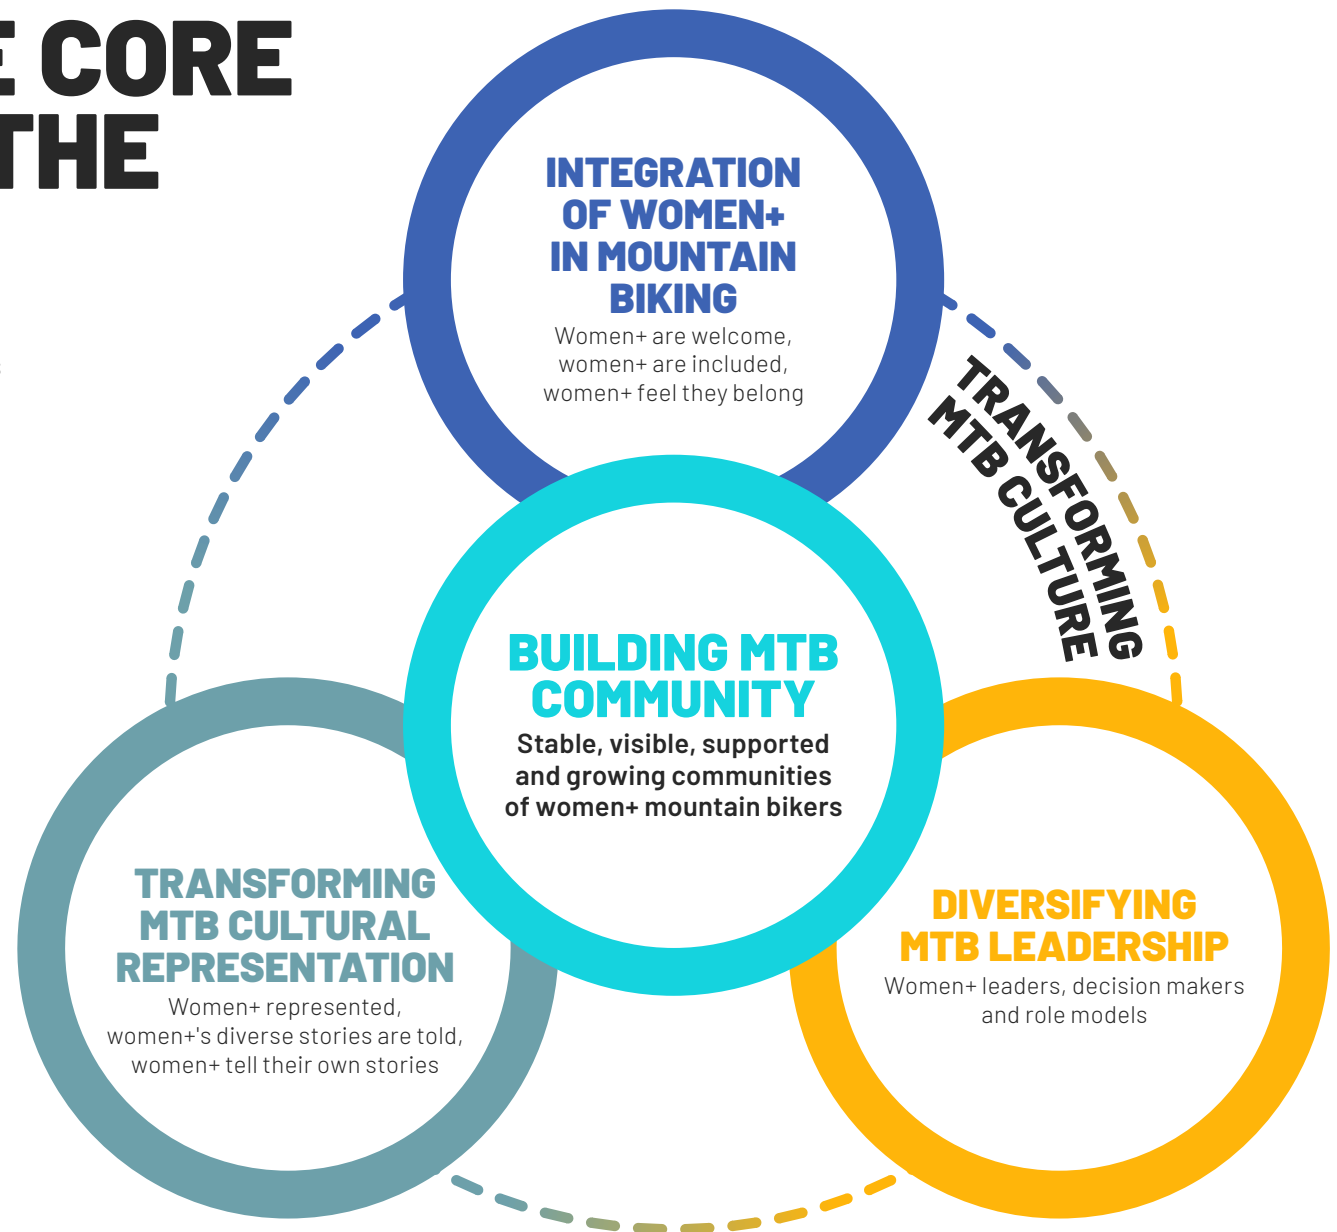 E CORE
THE
INTEGRATION
OF WOMEN+
IN MOUNTAIN
BIKING
Women+ are welcome,
women+ are included,
women+ feel they belong
TRANSFORMING
MTB CULTURE
BUILDING MTB
COMMUNITY
Stable, visible, supported
and growing communities
of women+ mountain bikers
TRANSFORMING
MTB CULTURAL
REPRESENTATION
Women+ represented,
women+'s diverse stories are told,
women+ tell their own stories
DIVERSIFYING
MTB LEADERSHIP
Women+ leaders, decision makers
and role models